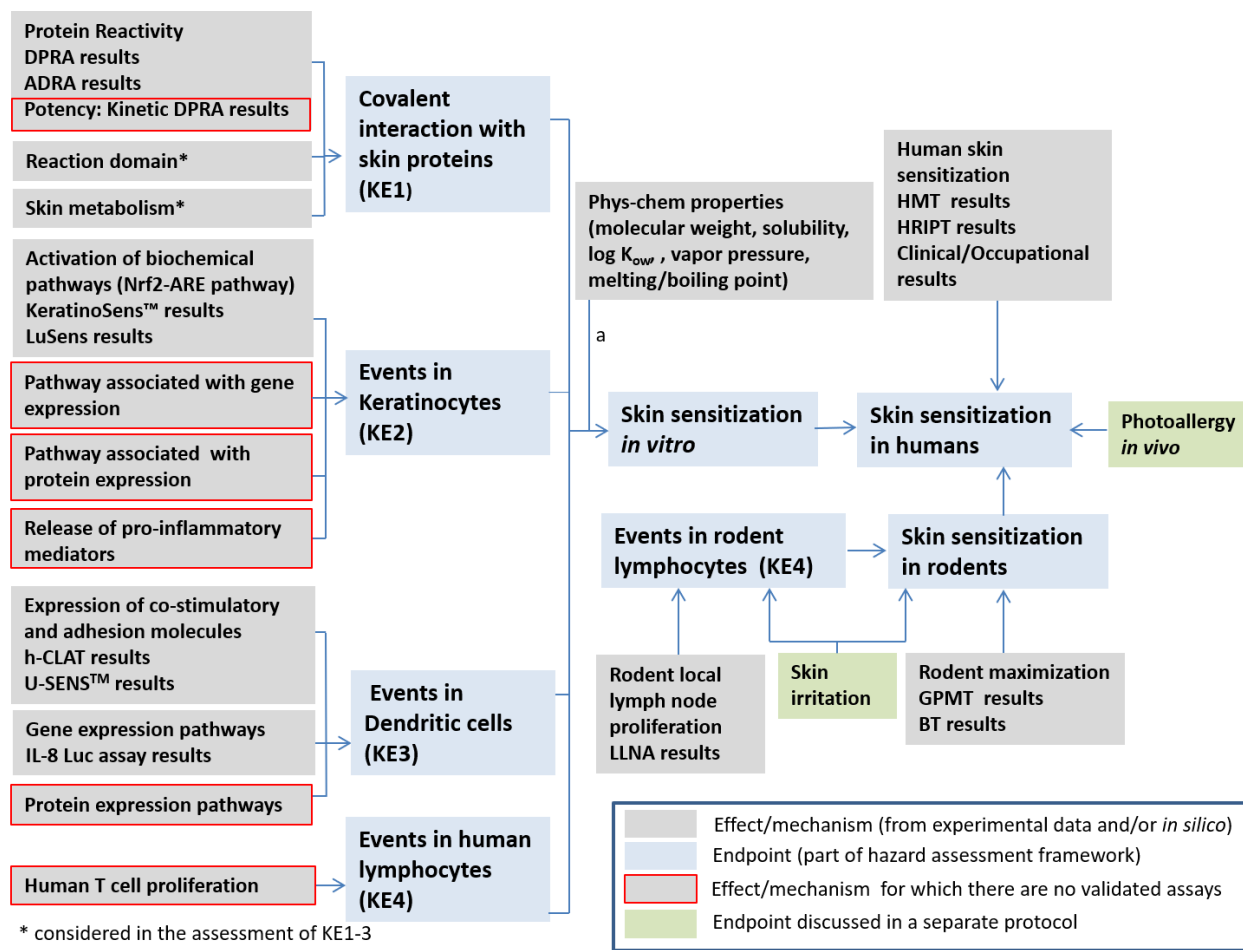 Protein Reactivity
DPRA results
ADRA results
Potency: Kinetic DPRA results
Reaction domain*
Skin metabolism*
Covalent
interaction with
skin proteins
(KE1)
Activation of biochemical
pathways (Nrf2-ARE pathway)
KeratinoSens™ results
LuSens results
Pathway associated with gene
expression
Pathway associated with
protein expression
Release of pro-inflammatory
mediators
Events in
Keratinocytes
(KE2)
Expression of co-stimulatory
and adhesion molecules
h-CLAT results
U-SENS™ results
Gene expression pathways
IL-8 Luc assay results
Protein expression pathways
Events in
Dendritic cells
(KE3)
Human T cell proliferation
Events in human
lymphocytes
(KE4)
* considered in the assessment of KE1-3
Phys-chem properties
(molecular weight, solubility,
log Kow, , vapor pressure,
melting/boiling point)
a
Human skin
sensitization
HMT results
HRIPT results
Clinical/Occupational
results
Skin sensitization
in vitro
Skin sensitization
in humans
Photoallergy
in vivo
Events in rodent
lymphocytes (KE4)
Skin sensitization
in rodents
Rodent local
lymph node
proliferation
LLNA results
Skin
irritation
Rodent maximization
GPMT results
BT results
Effect/mechanism (from experimental data and/or in silico)
Endpoint (part of hazard assessment framework)
Effect/mechanism for which there are no validated assays
Endpoint discussed in a separate protocol